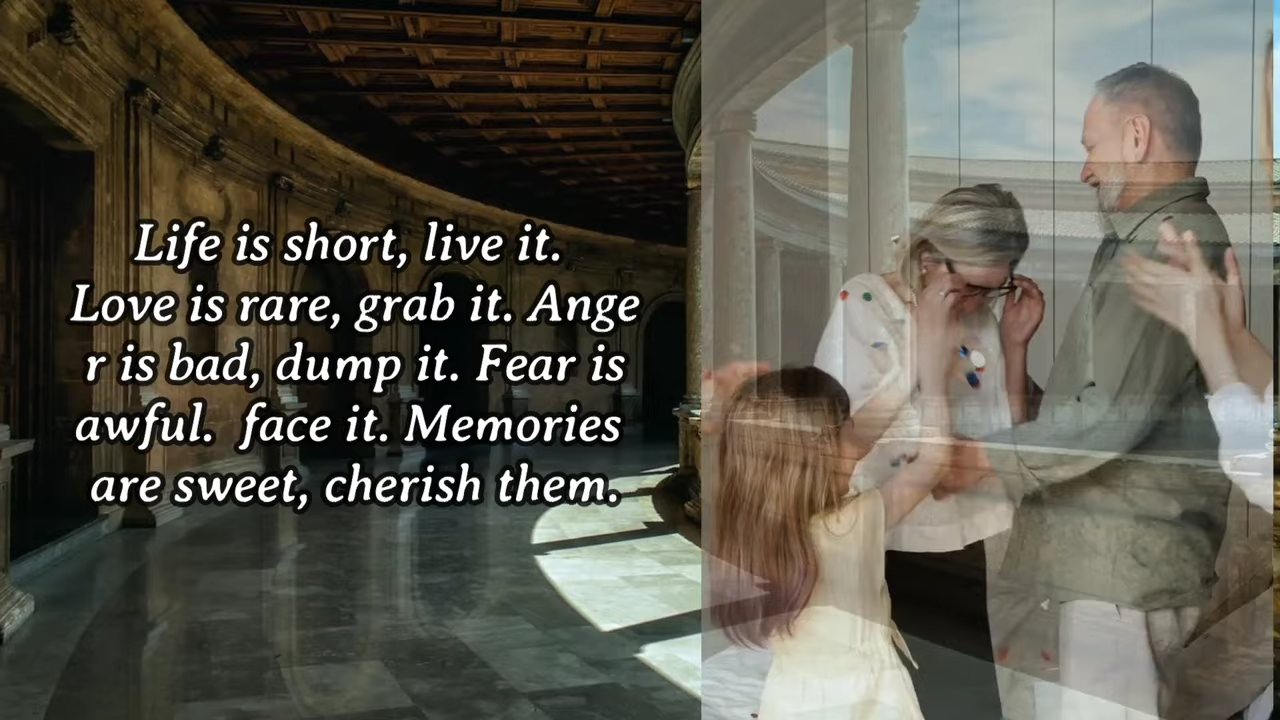 Life is short, live it.
Love is rare, grab it. Ange
r is bad, dump it. Fear is
awful.  face it. Memories
are sweet, cherish them.